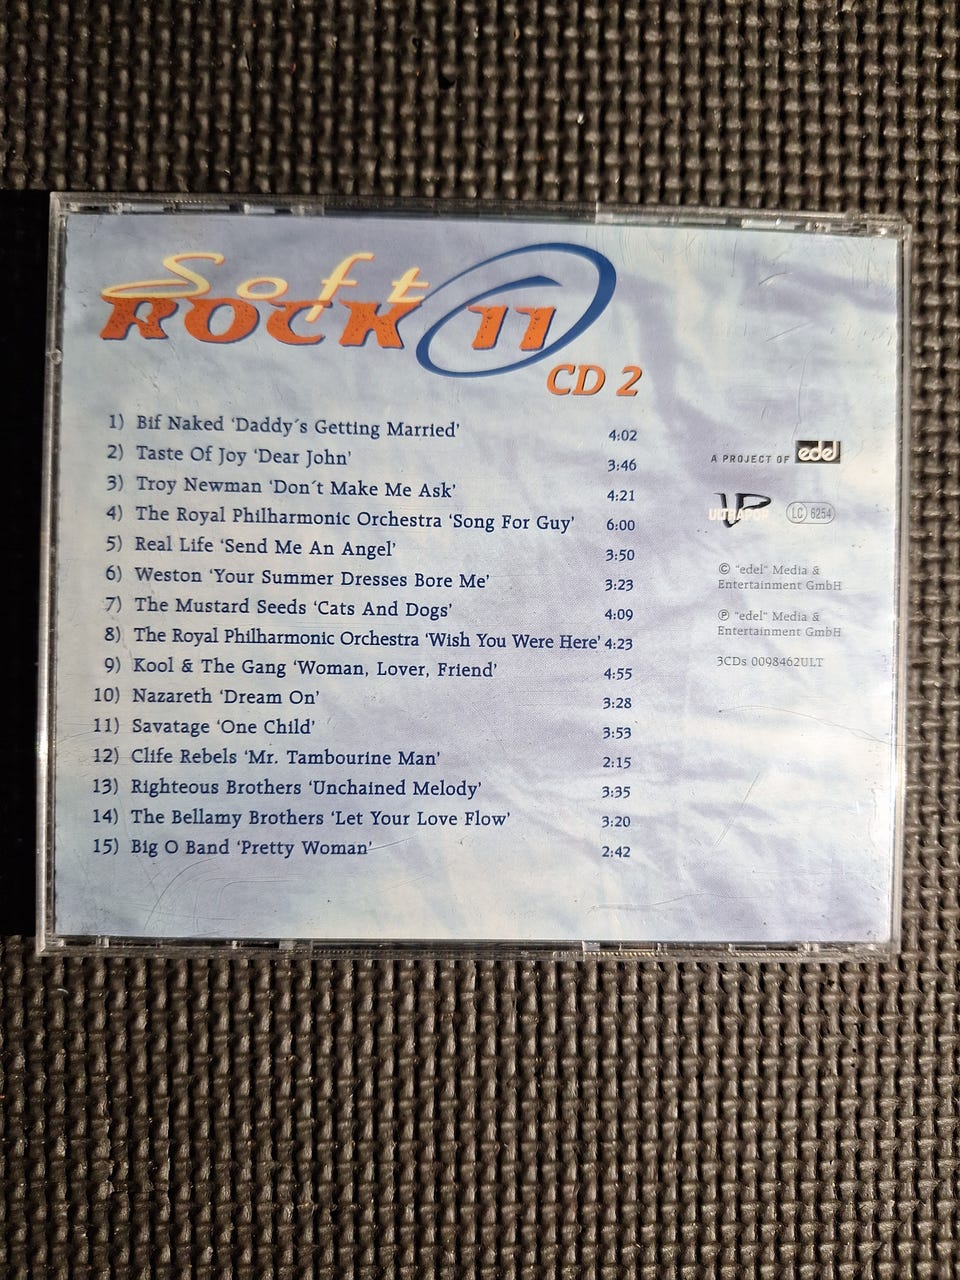 Soft
ROCK 11
CD 2
1) Bif Naked ‘Daddy´s Getting Married’ 4:02
2) Taste Of Joy ‘Dear John’ 3:46
3) Troy Newman ‘Don´t Make Me Ask’ 4:21
4) The Royal Philharmonic Orchestra ‘Song For Guy’ 6:00
5) Real Life ‘Send Me An Angel’ 3:50
6) Weston ‘Your Summer Dresses Bore Me’ 3:23
7) The Mustard Seeds ‘Cats And Dogs’ 4:09
8) The Royal Philharmonic Orchestra ‘Wish You Were Here’ 4:23
9) Kool & The Gang ‘Woman, Lover, Friend’ 4:55
10) Nazareth ‘Dream On’ 3:28
11) Savatage ‘One Child’ 3:53
12) Clife Rebels ‘Mr. Tambourine Man’ 2:15
13) Righteous Brothers ‘Unchained Melody’ 3:35
14) The Bellamy Brothers ‘Let Your Love Flow’ 3:20
15) Big O Band ‘Pretty Woman’ 2:42
A PROJECT OF edel
UP
ULTRAPOP
LC 6254
© "edel" Media &
Entertainment GmbH
℗ "edel" Media &
Entertainment GmbH
3CDs 0098462ULT